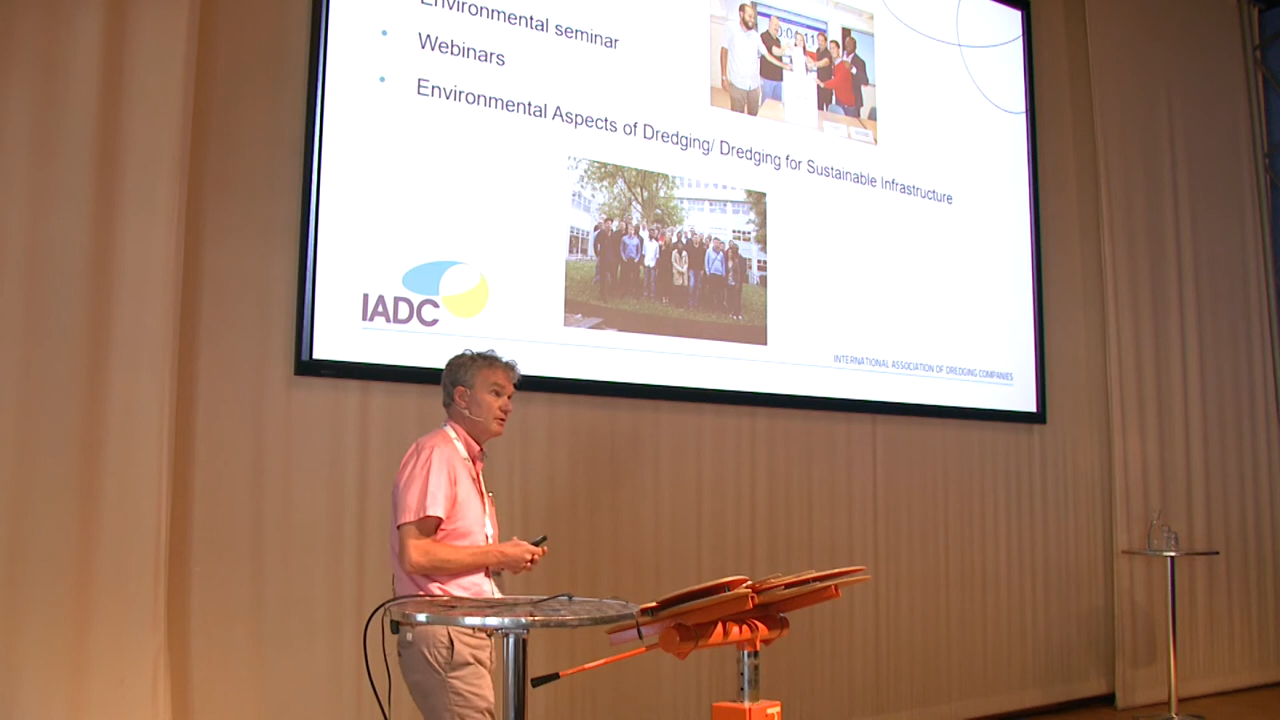 Environmental seminar
Webinars
Environmental Aspects of Dredging/ Dredging for Sustainable Infrastructure
IADC
INTERNATIONAL ASSOCIATION OF DREDGING COMPANIES